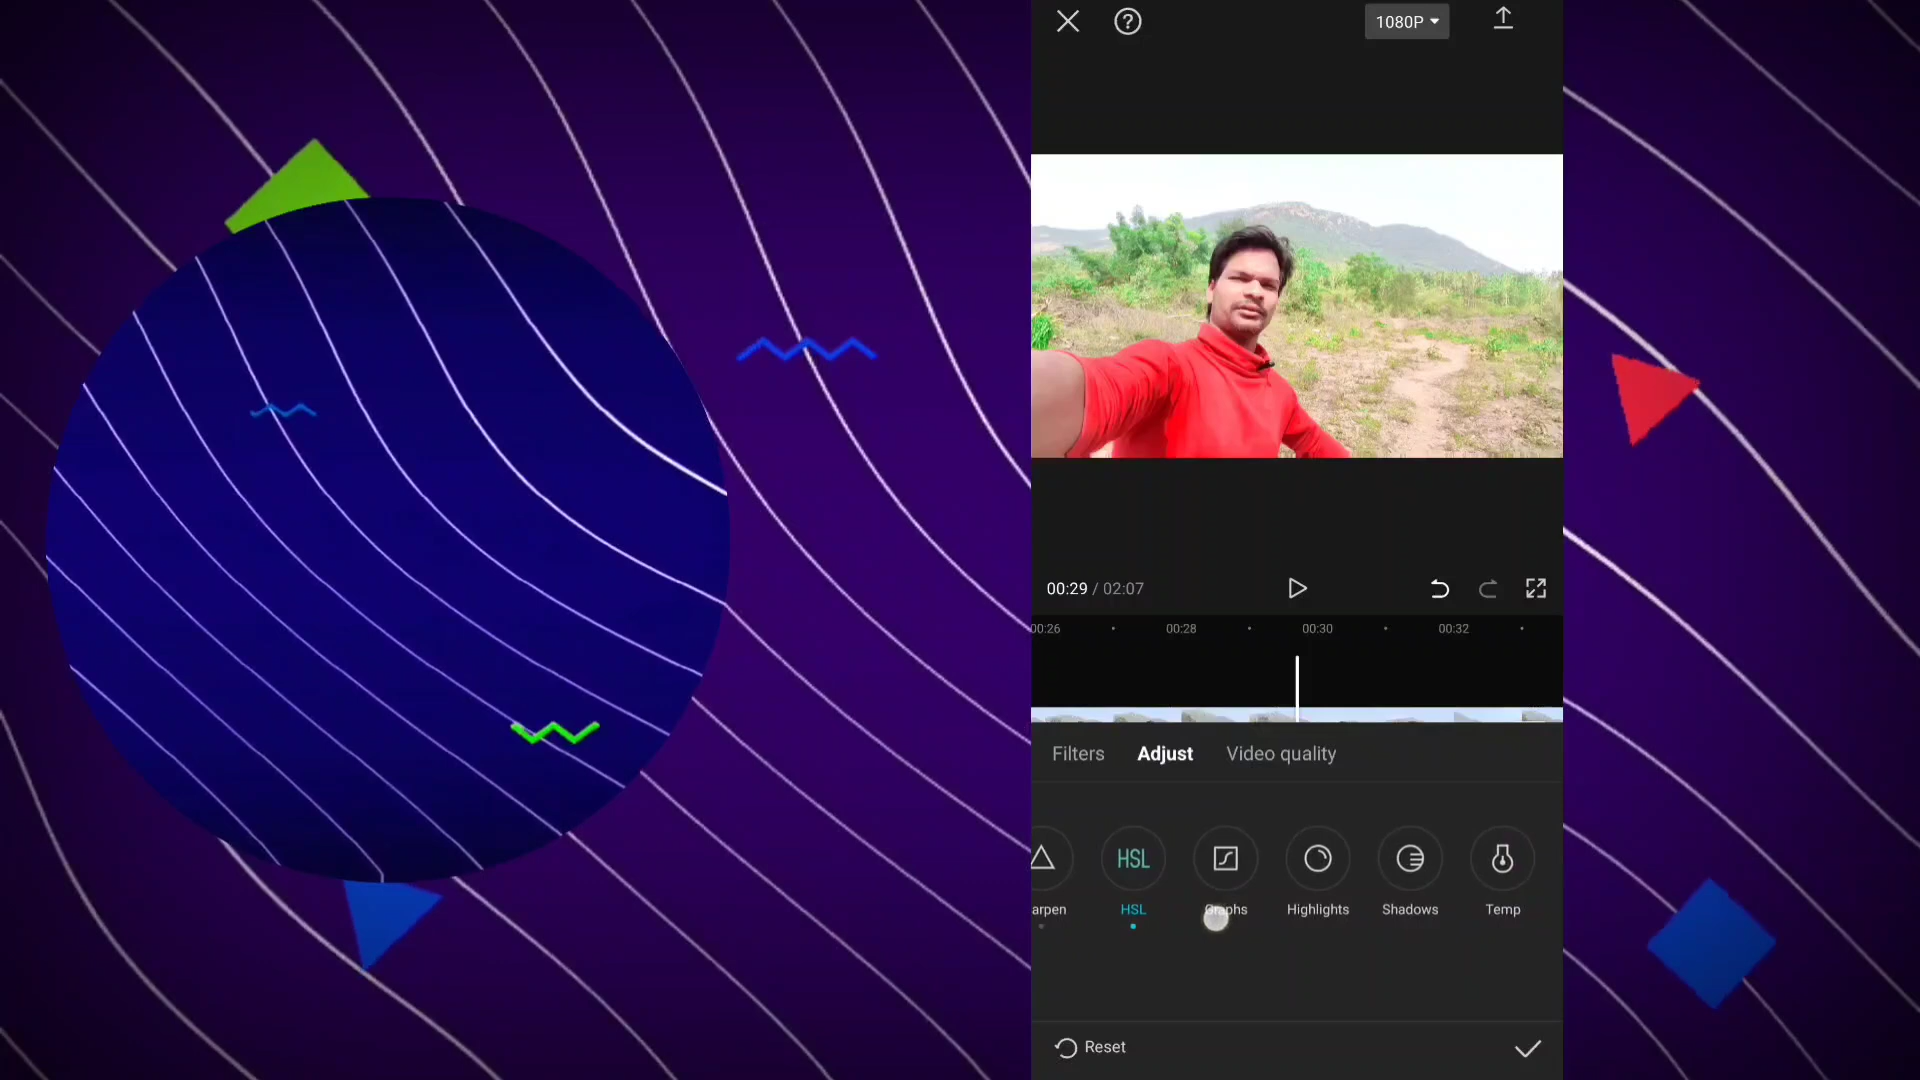 1080P
00:29 / 02:07
00:26 00:28 00:30 00:32
Filters Adjust Video quality
HSL
arpen HSL Graphs Highlights Shadows Temp
Reset